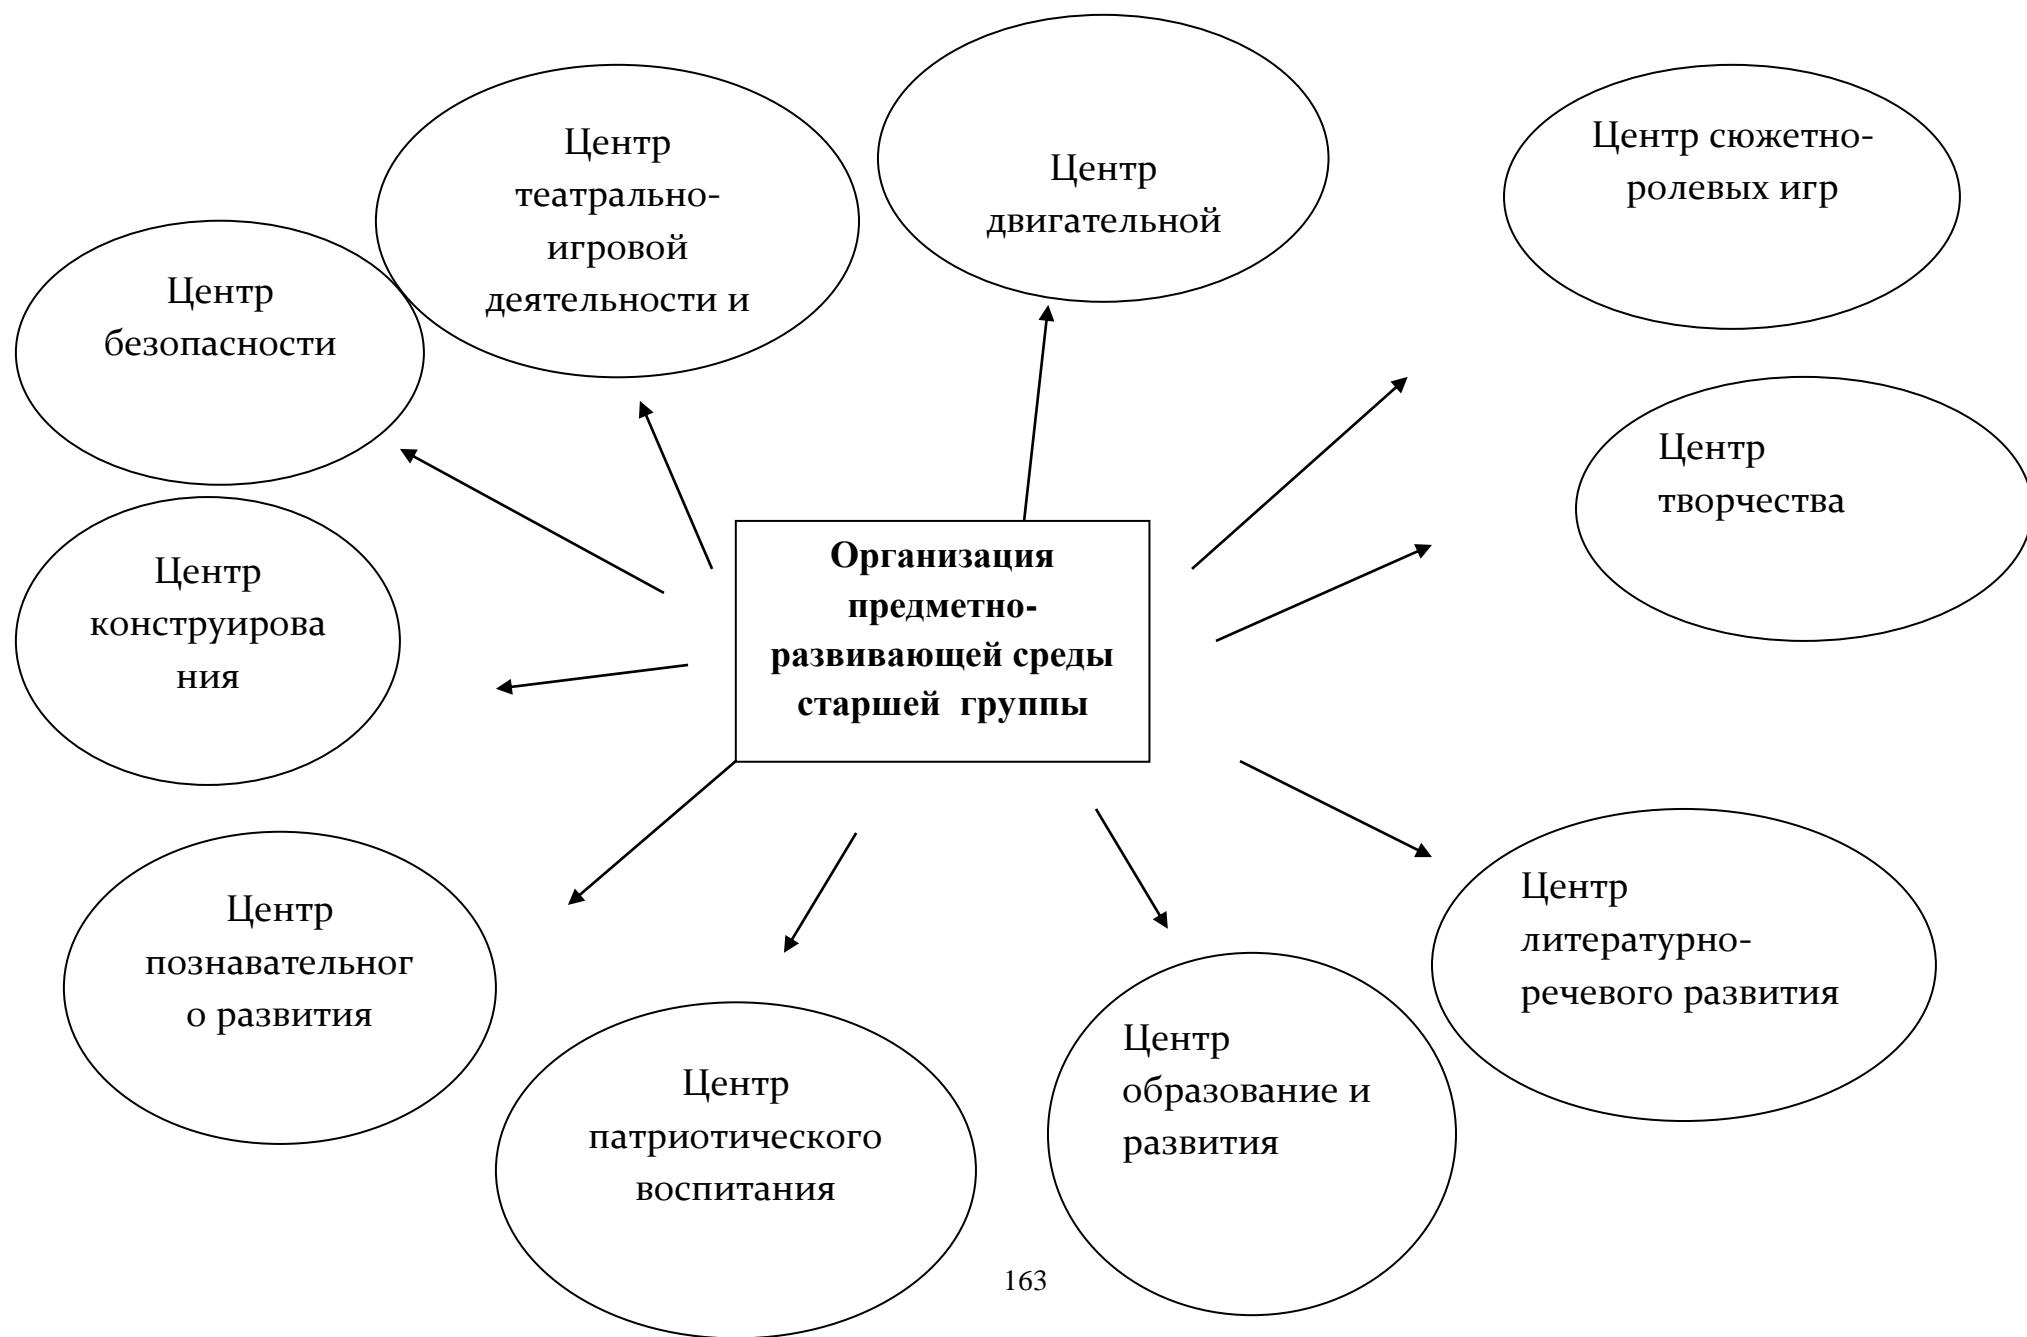 Центр
театрально-
игровой
деятельности и
Центр
двигательной
Центр сюжетно-
ролевых игр
Центр
безопасности
Центр
творчества
Организация
предметно-
развивающей среды
старшей группы
Центр
конструирова
ния
Центр
литературно-
речевого развития
Центр
познавательног
о развития
Центр
образование и
развития
Центр
патриотического
воспитания
163